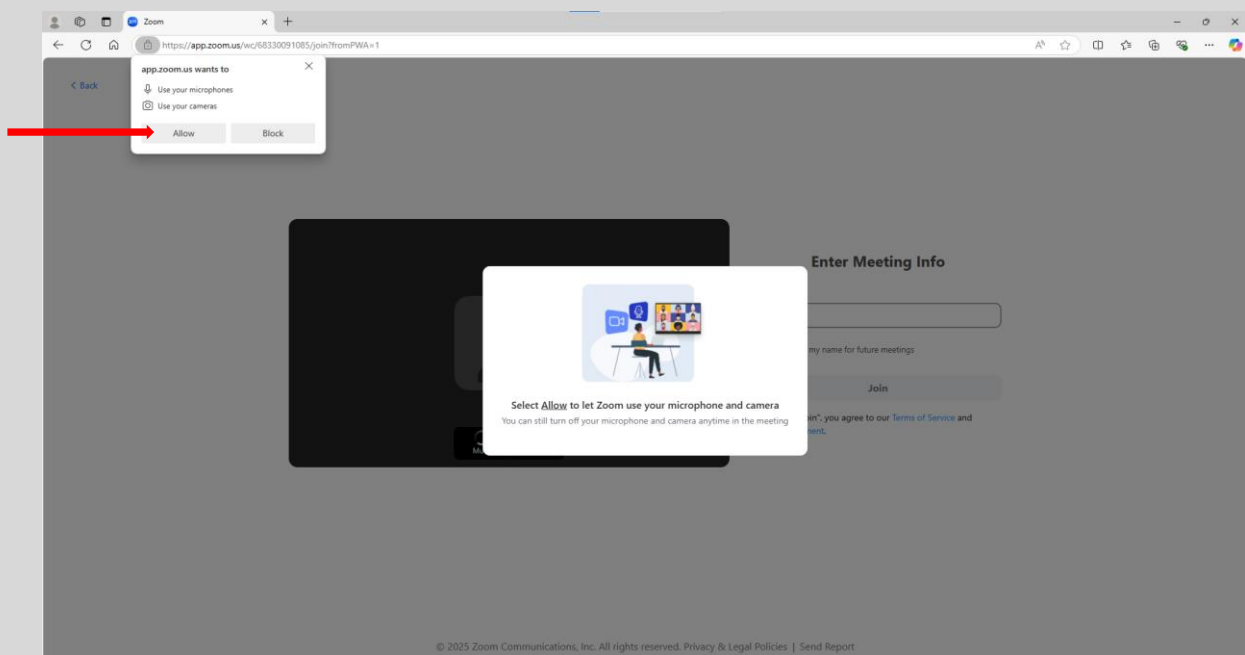 Zoom
https://app.zoom.us/wc/68330091085/join?fromPWA=1
app.zoom.us wants to
Use your microphones
Use your cameras
Allow
Block
Back
Enter Meeting Info
my name for future meetings
Join
Select Allow to let Zoom use your microphone and camera
You can still turn off your microphone and camera anytime in the meeting
you agree to our Terms of Service and
© 2025 Zoom Communications, Inc. All rights reserved. Privacy & Legal Policies | Send Report